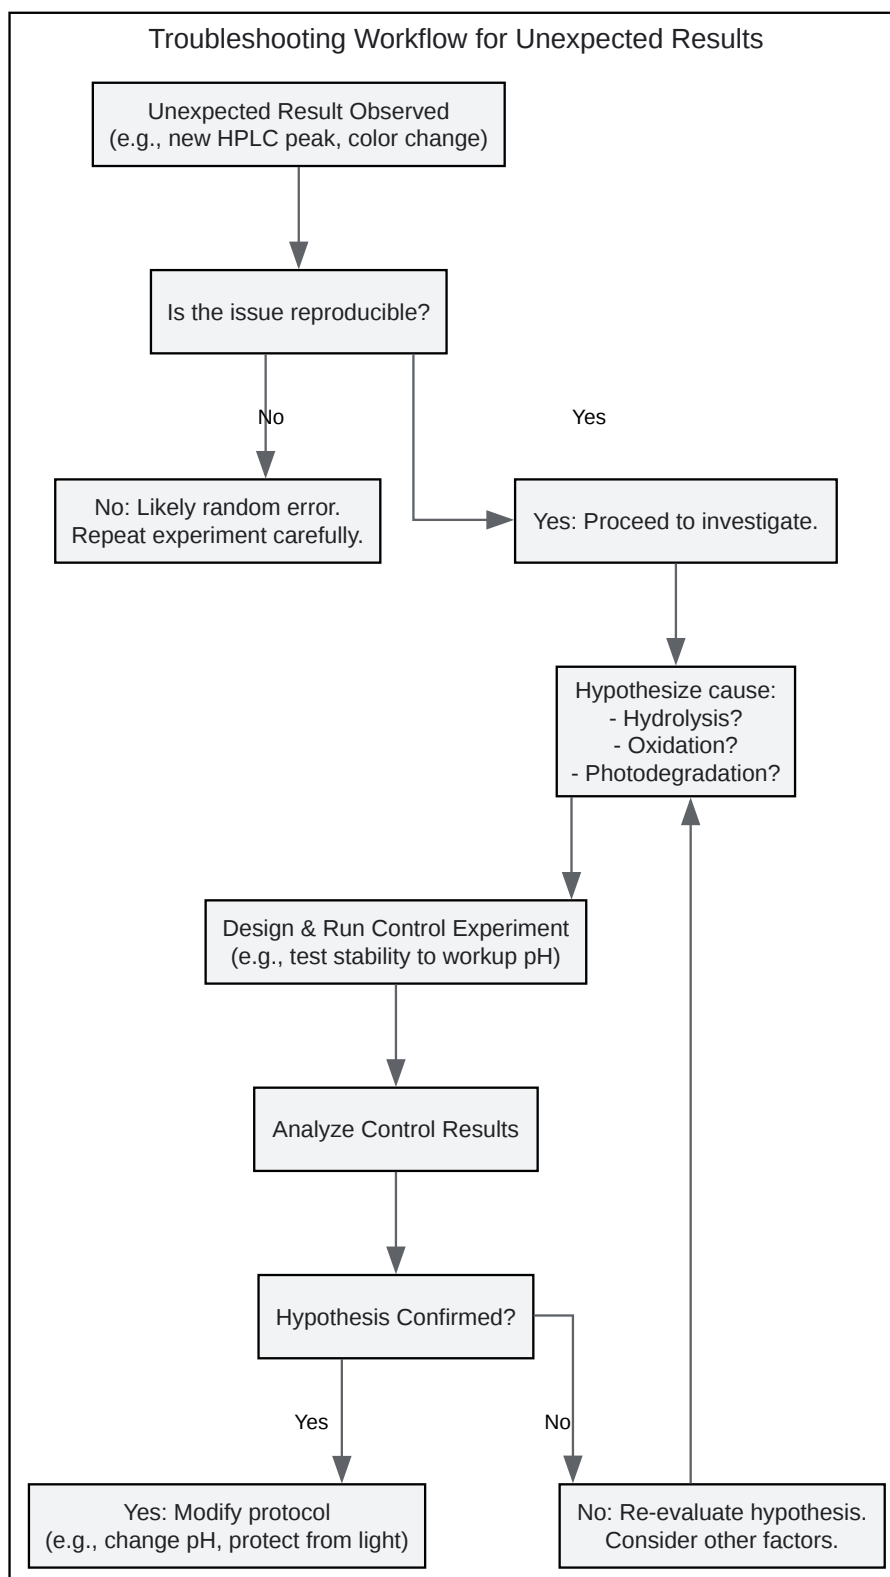 Troubleshooting Workflow for Unexpected Results
Unexpected Result Observed
(e.g., new HPLC peak, color change)
Is the issue reproducible?
No
Yes
No: Likely random error.
Repeat experiment carefully.
Yes: Proceed to investigate.
Hypothesize cause:
- Hydrolysis?
- Oxidation?
- Photodegradation?
Design & Run Control Experiment
(e.g., test stability to workup pH)
Analyze Control Results
Hypothesis Confirmed?
Yes
No
Yes: Modify protocol
(e.g., change pH, protect from light)
No: Re-evaluate hypothesis.
Consider other factors.